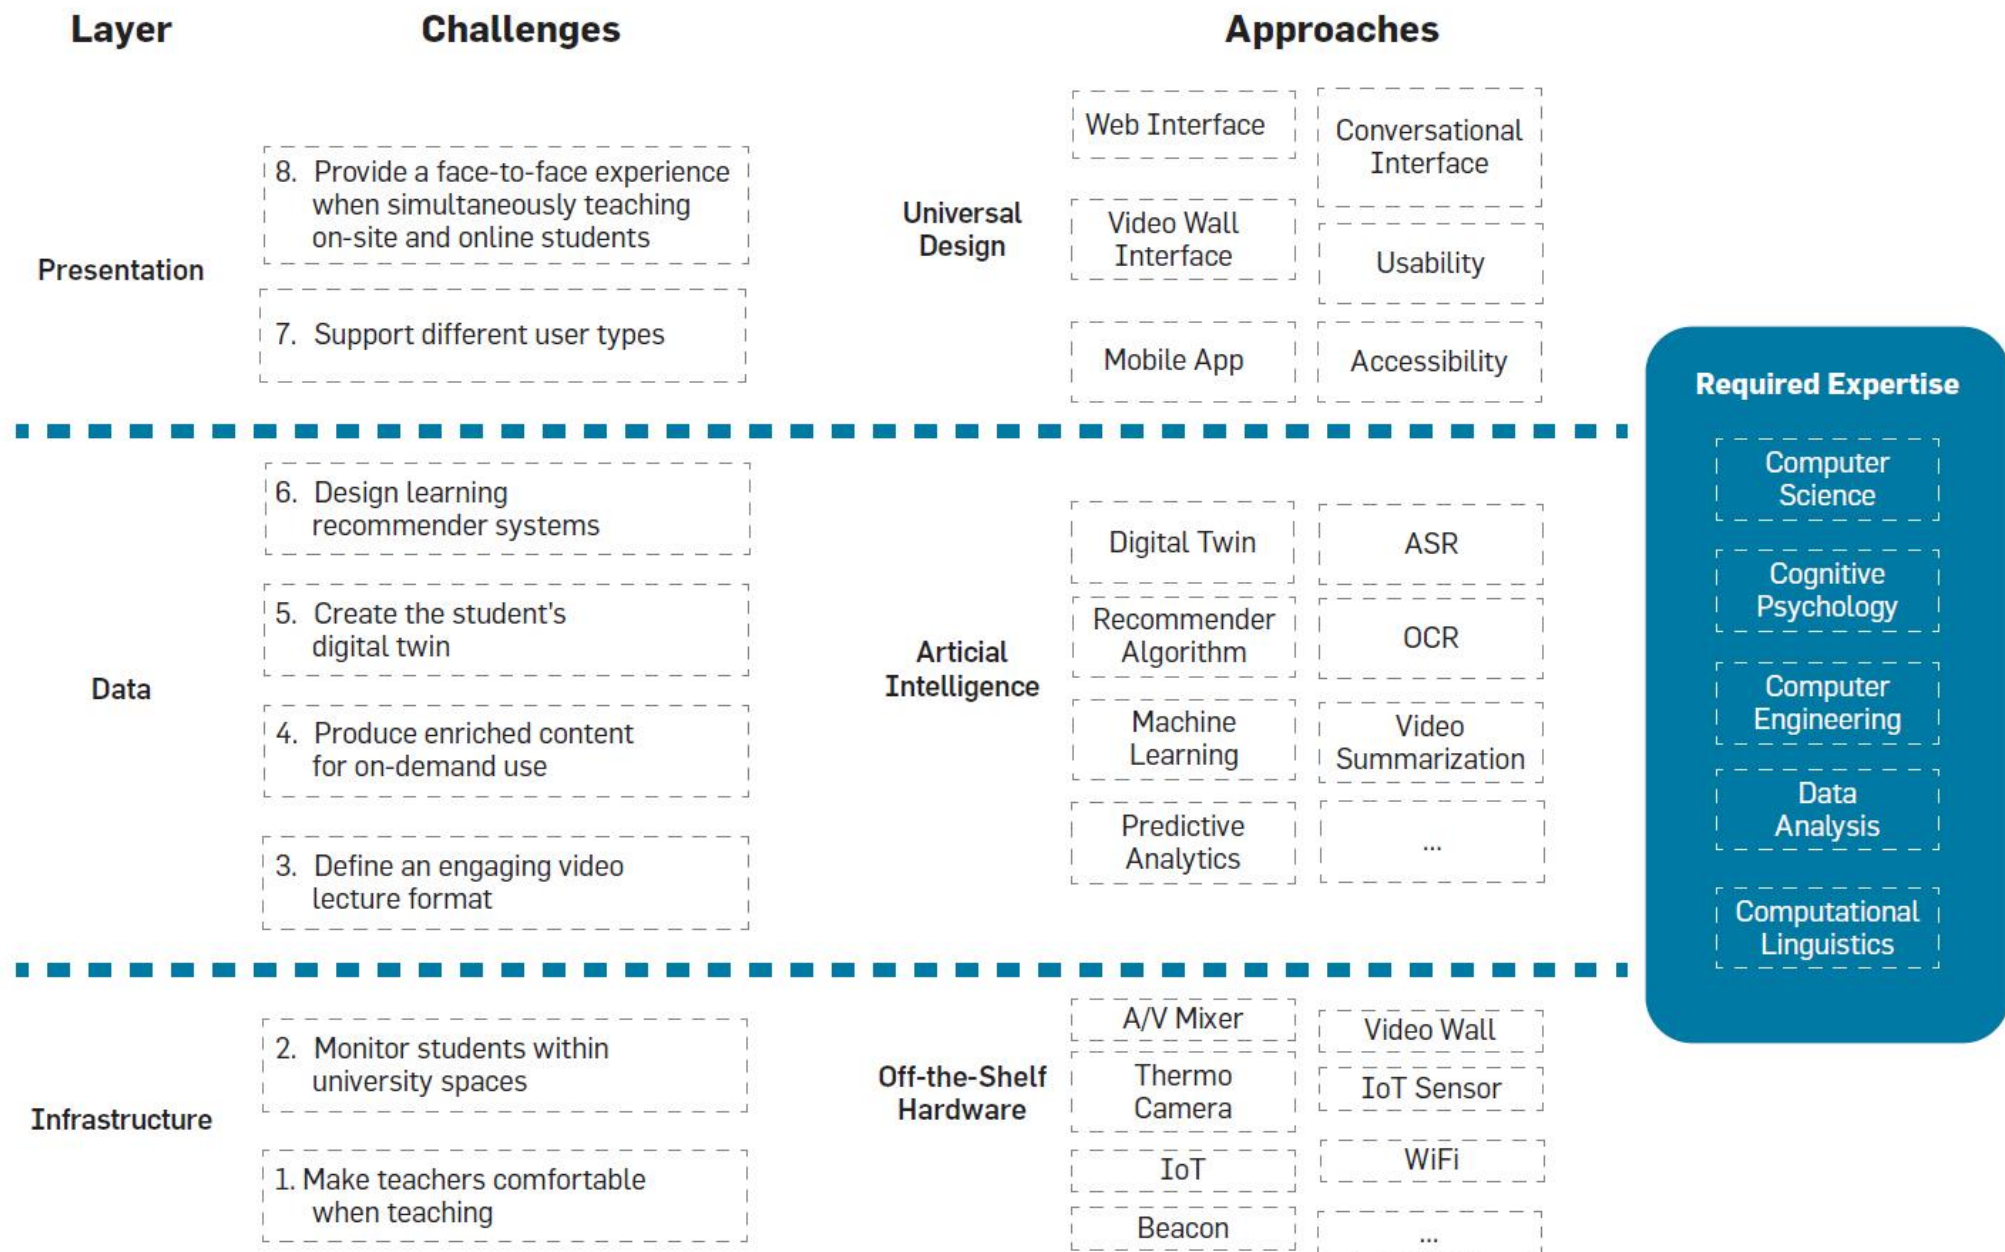 Layer
Challenges
Approaches
Presentation
8. Provide a face-to-face experience
when simultaneously teaching
on-site and online students
7. Support different user types
Universal
Design
Web Interface
Conversational
Interface
Video Wall
Interface
Usability
Mobile App
Accessibility
Data
6. Design learning
recommender systems
5. Create the student's
digital twin
4. Produce enriched content
for on-demand use
3. Define an engaging video
lecture format
Articial
Intelligence
Digital Twin
ASR
Recommender
Algorithm
OCR
Machine
Learning
Video
Summarization
Predictive
Analytics
...
Infrastructure
2. Monitor students within
university spaces
1. Make teachers comfortable
when teaching
Off-the-Shelf
Hardware
A/V Mixer
Video Wall
Thermo
Camera
IoT Sensor
IoT
WiFi
Beacon
...
Required Expertise
Computer
Science
Cognitive
Psychology
Computer
Engineering
Data
Analysis
Computational
Linguistics